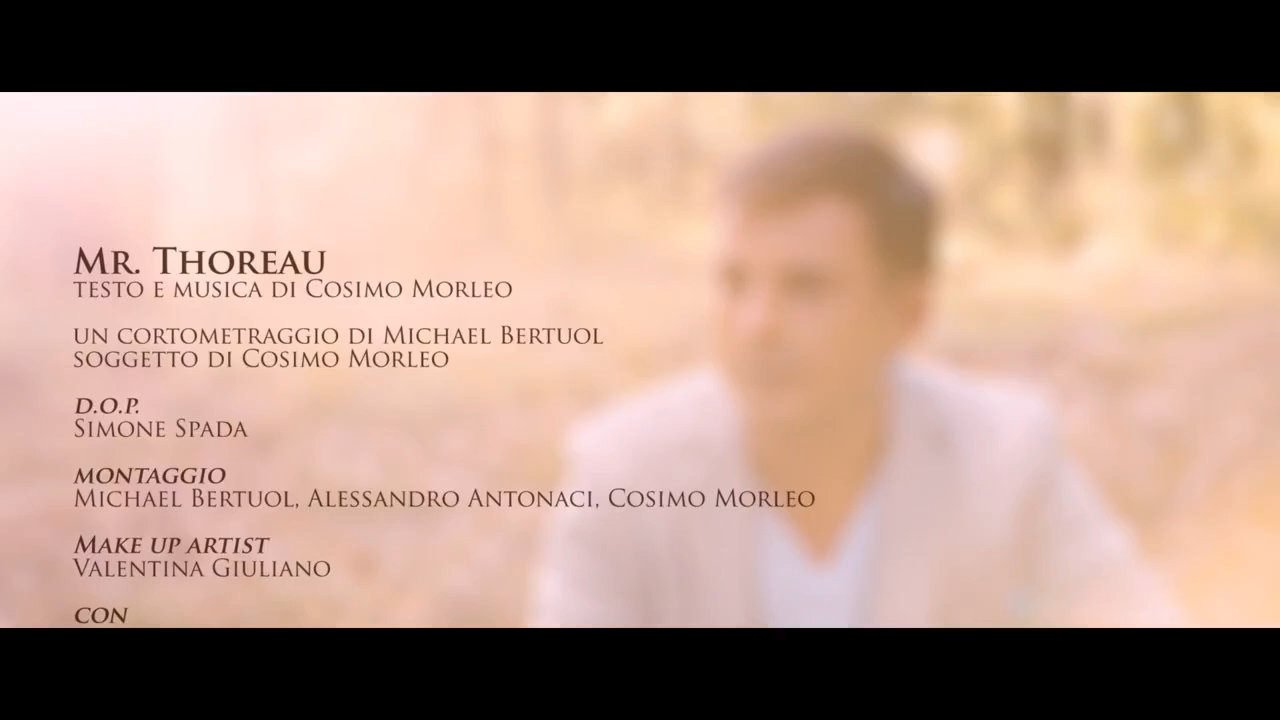 Mr. Thoreau
testo e musica di Cosimo Morleo
un cortometraggio di Michael Bertuol
soggetto di Cosimo Morleo
D.O.P.
Simone Spada
montaggio
Michael Bertuol, Alessandro Antonaci, Cosimo Morleo
Make up artist
Valentina Giuliano
con